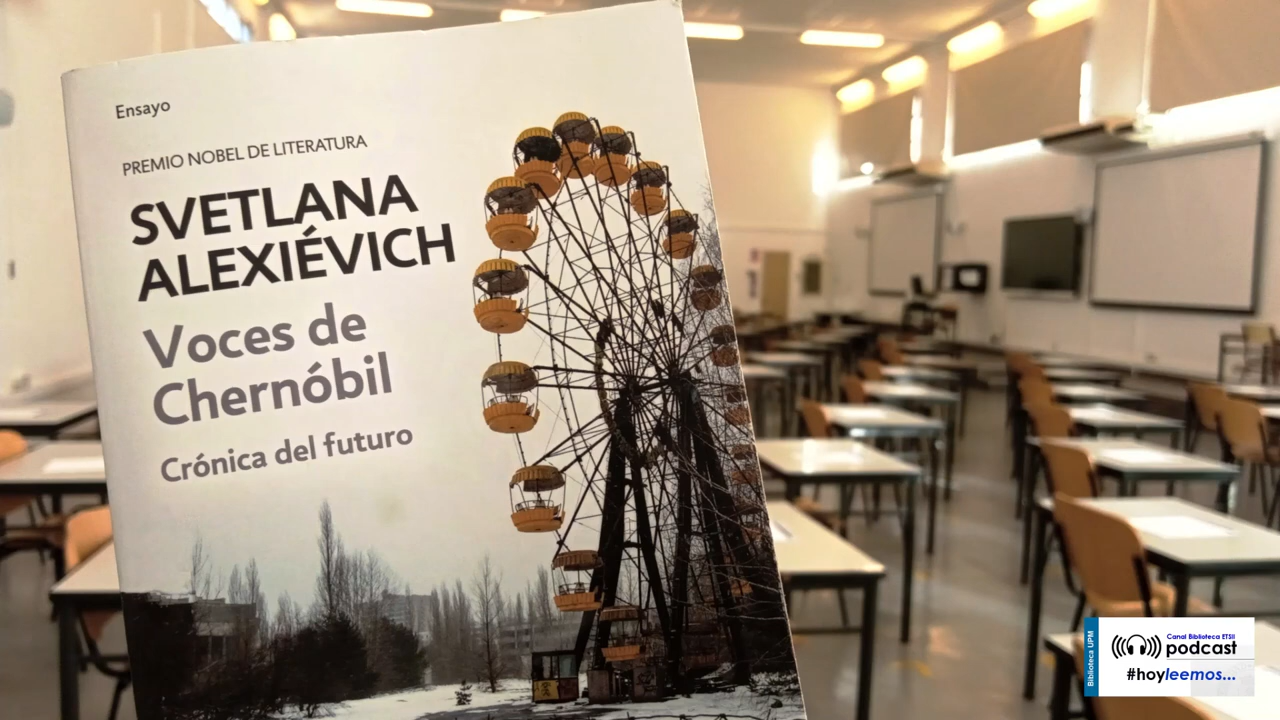 Ensayo
PREMIO NOBEL DE LITERATURA
SVETLANA
ALEXIÉVICH
Voces de
Chernóbil
Crónica del futuro
Biblioteca UPM
Canal Biblioteca ETSII
podcast
#hoyleemos...